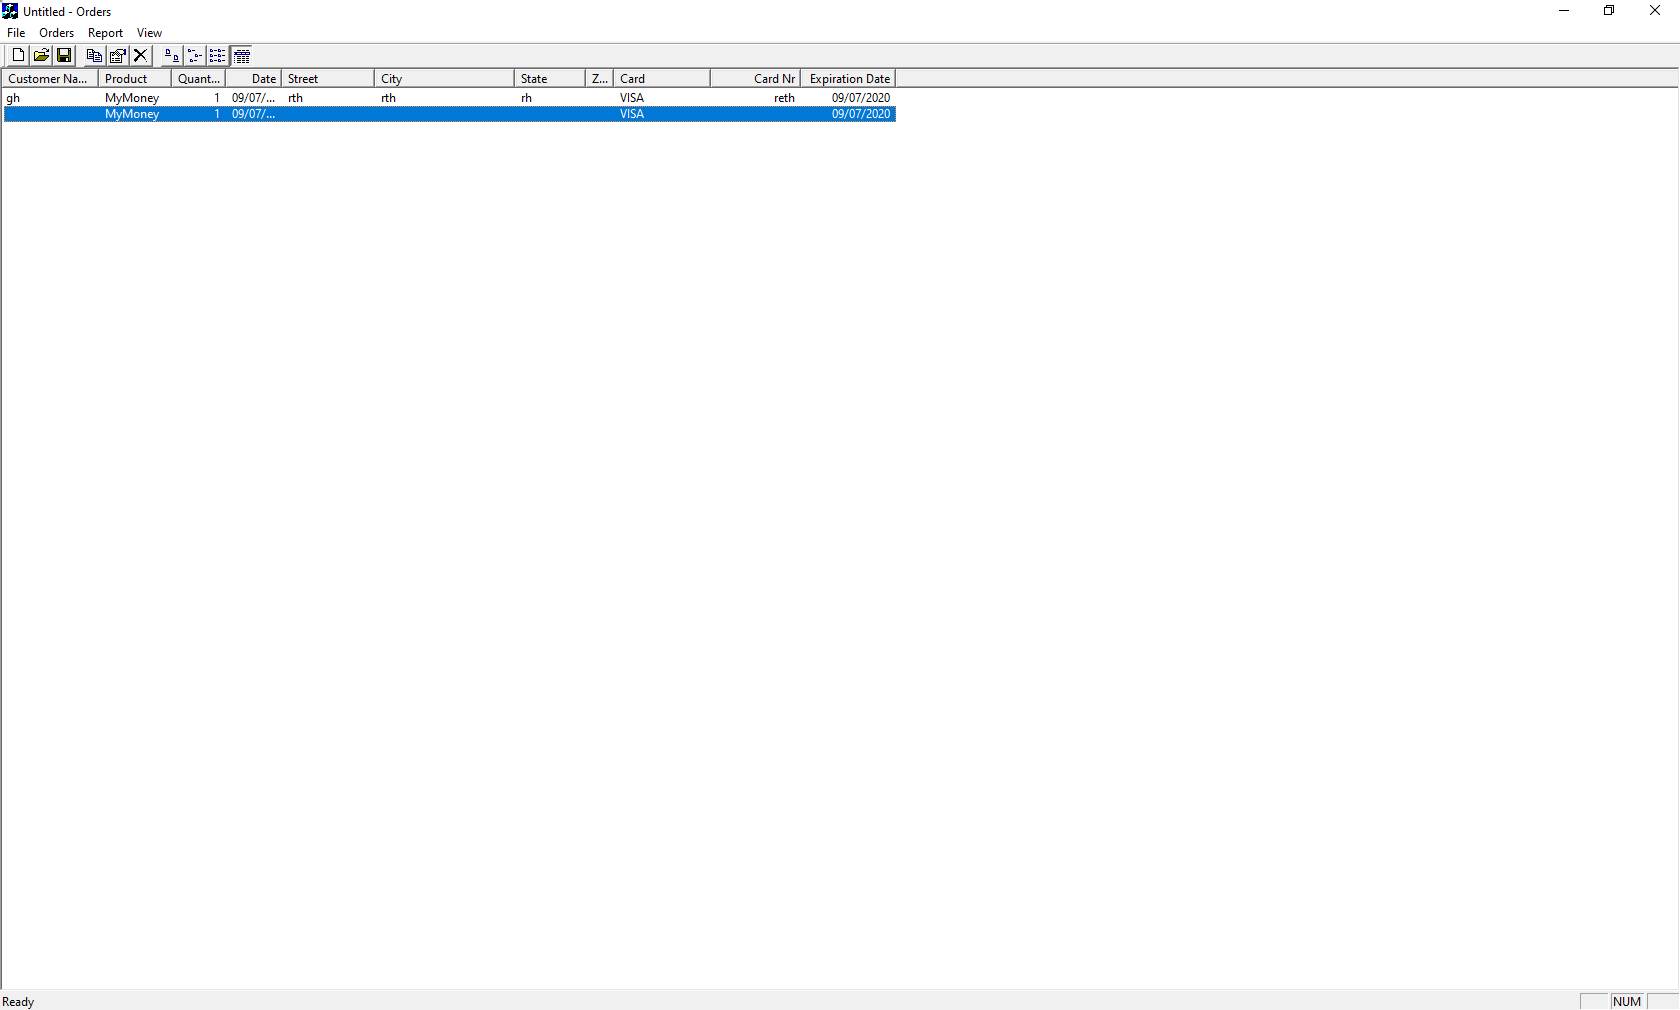 Untitled - Orders
File Orders Report View
Customer Na... Product Quant... Date Street City State Z... Card Card Nr Expiration Date
gh MyMoney 1 09/07/... rth rth rh VISA reth 09/07/2020
MyMoney 1 09/07/... VISA 09/07/2020
Ready NUM